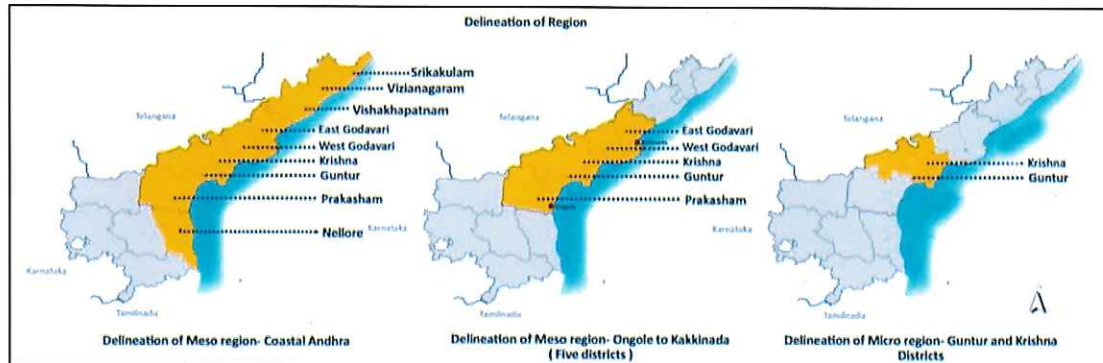 Delineation of Region
Srikakulam
Vizianagaram
Vishakhapatnam
Telangana
East Godavari
West Godavari
Krishna
Guntur
Prakasham
Nellore
Karnataka
Tamilnadu
Delineation of Meso region- Coastal Andhra
Telangana
East Godavari
West Godavari
Krishna
Guntur
Prakasham
Karnataka
Tamilnadu
Delineation of Meso region- Ongole to Kakkinada
( Five districts )
Telangana
Krishna
Guntur
Karnataka
Tamilnadu
Delineation of Micro region- Guntur and Krishna
Districts